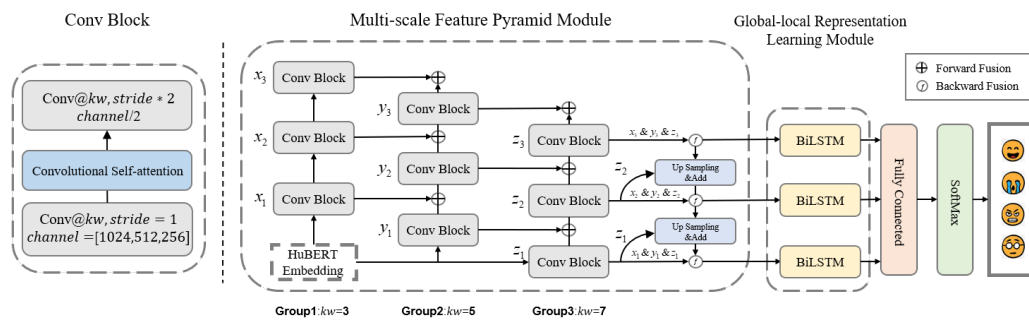 Conv Block
Conv@kw, stride ∗ 2
channel/2
Convolutional Self-attention
Conv@kw, stride = 1
channel =[1024,512,256]
Multi-scale Feature Pyramid Module
x3
Conv Block
x2
Conv Block
x1
Conv Block
HuBERT
Embedding
Group1:kw=3
y3
Conv Block
y2
Conv Block
y1
Conv Block
Group2:kw=5
z3
Conv Block
z2
Conv Block
z1
Conv Block
Group3:kw=7
x3 & y3 & z3
f
z2
Up Sampling
&Add
x2 & y2 & z2
f
z1
Up Sampling
&Add
x1 & y1 & z1
f
Global-local Representation
Learning Module
BiLSTM
BiLSTM
BiLSTM
Forward Fusion
f Backward Fusion
Fully Connected
SoftMax